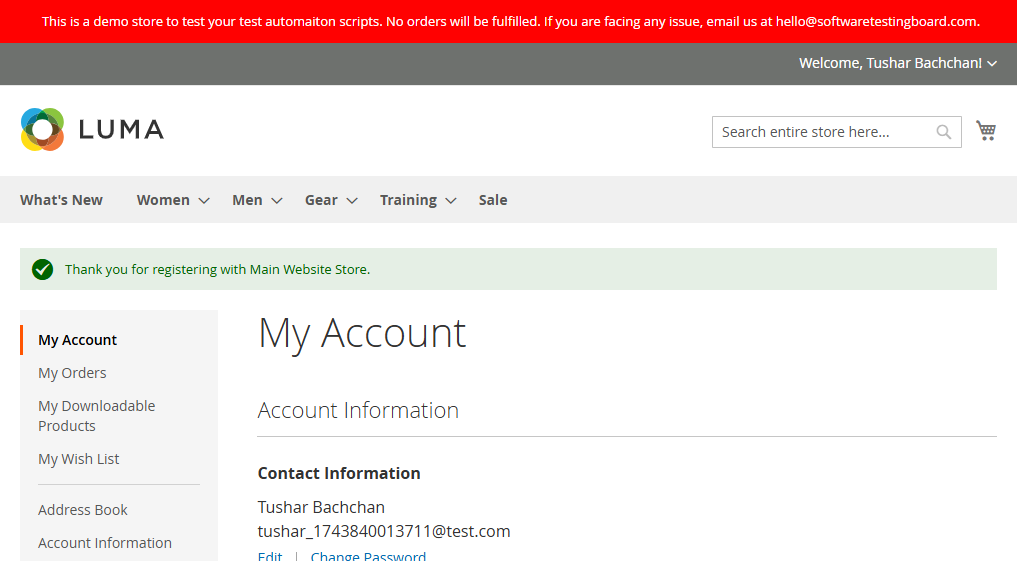 This is a demo store to test your test automaiton scripts. No orders will be fulfilled. If you are facing any issue, email us at hello@softwaretestingboard.com.
Welcome, Tushar Bachchan!
LUMA
Search entire store here...
What's New Women Men Gear Training Sale
Thank you for registering with Main Website Store.
My Account
My Orders
My Downloadable
Products
My Wish List
Address Book
Account Information
My Account
Account Information
Contact Information
Tushar Bachchan
tushar_1743840013711@test.com
Edit | Change Password